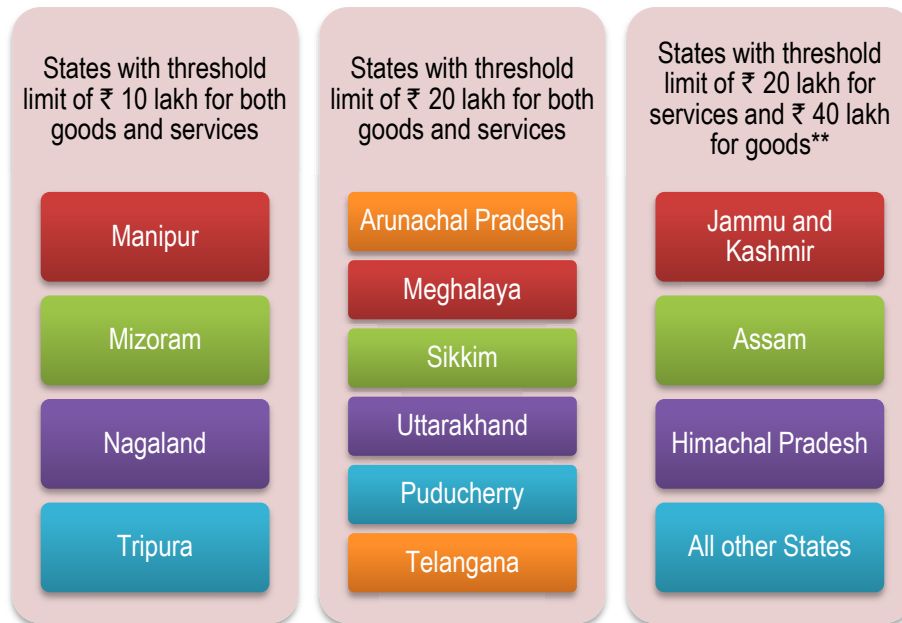 States with threshold
limit of ₹ 10 lakh for both
goods and services
Manipur
Mizoram
Nagaland
Tripura
States with threshold
limit of ₹ 20 lakh for both
goods and services
Arunachal Pradesh
Meghalaya
Sikkim
Uttarakhand
Puducherry
Telangana
States with threshold
limit of ₹ 20 lakh for
services and ₹ 40 lakh
for goods**
Jammu and
Kashmir
Assam
Himachal Pradesh
All other States